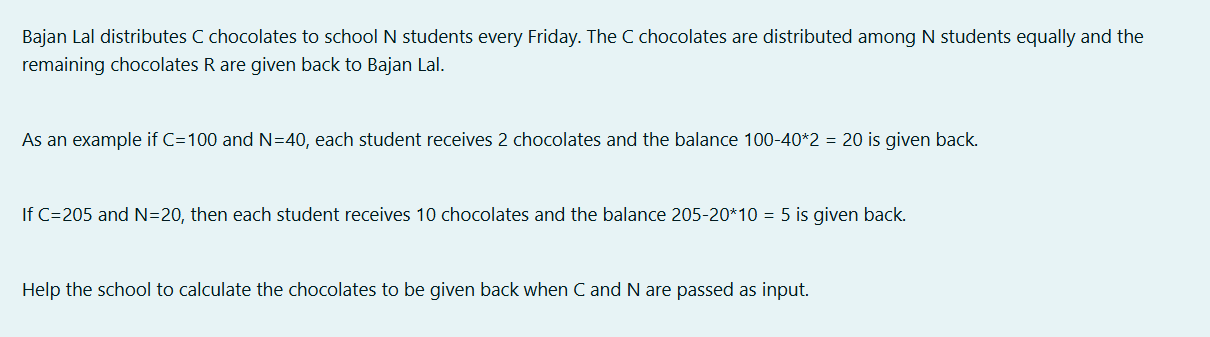 Bajan Lal distributes C chocolates to school N students every Friday. The C chocolates are distributed among N students equally and the
remaining chocolates R are given back to Bajan Lal.
As an example if C=100 and N=40, each student receives 2 chocolates and the balance 100-40*2 = 20 is given back.
If C=205 and N=20, then each student receives 10 chocolates and the balance 205-20*10 = 5 is given back.
Help the school to calculate the chocolates to be given back when C and N are passed as input.